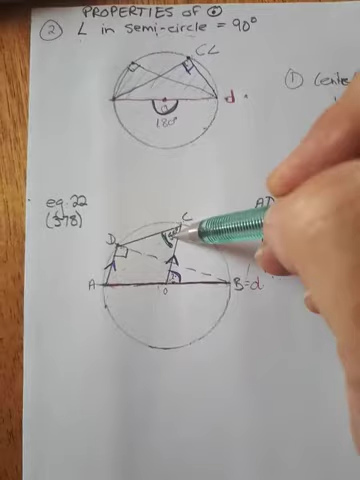 PROPERTIES OF ⊙
② L in semi-circle = 90°
CL
① Cente
O
d
180°
eg. 22
(378)
C
D
A
O
B=d